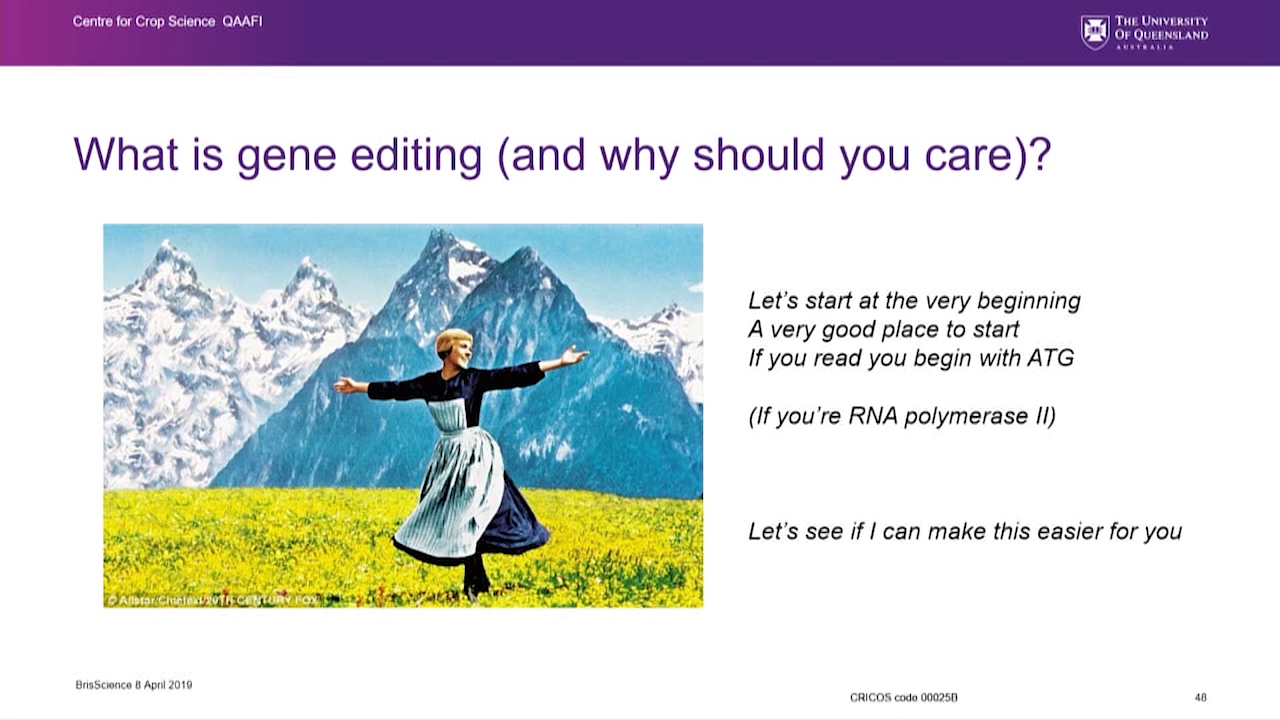 Centre for Crop Science QAAFI
THE UNIVERSITY
OF QUEENSLAND
AUSTRALIA
What is gene editing (and why should you care)?
Let's start at the very beginning
A very good place to start
If you read you begin with ATG
(If you're RNA polymerase II)
Let's see if I can make this easier for you
© Allstar/Cinetext/20TH CENTURY FOX
BrisScience 8 April 2019
CRICOS code 00025B
48